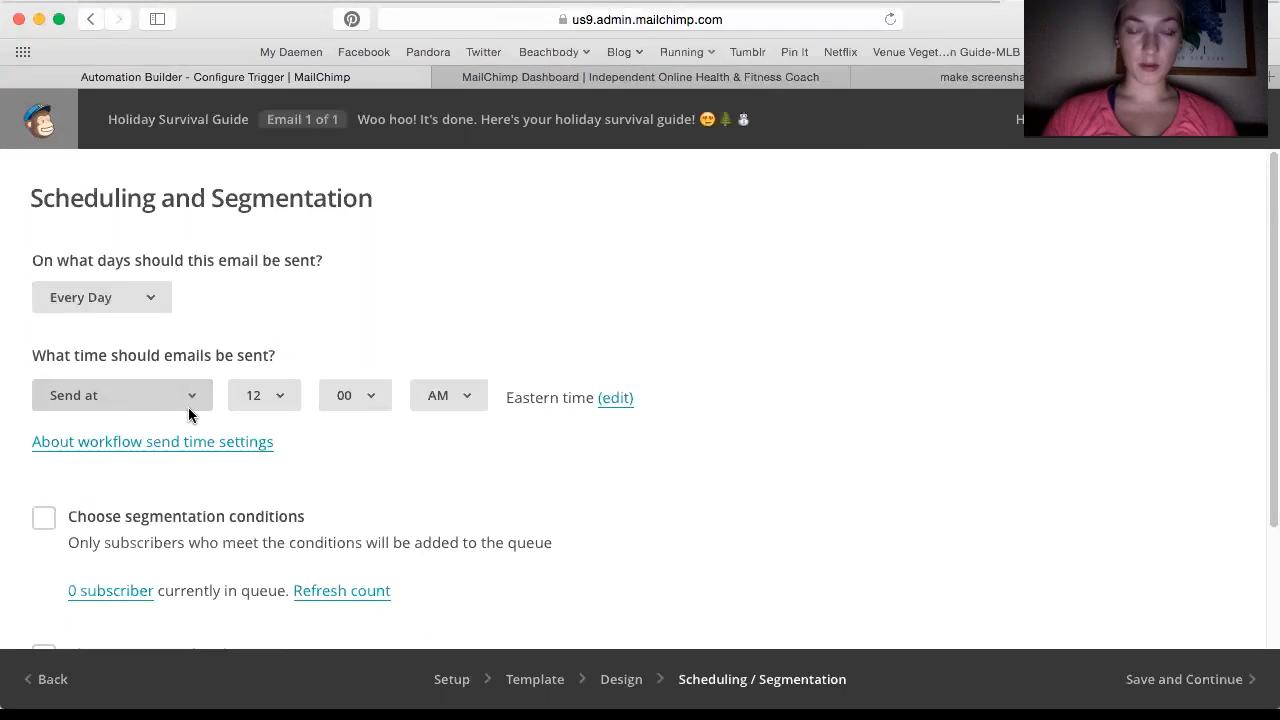 us9.admin.mailchimp.com
My Daemen Facebook Pandora Twitter Beachbody Blog Running Tumblr Pin It Netflix Venue Veget...n Guide-MLB
Automation Builder - Configure Trigger | MailChimp MailChimp Dashboard | Independent Online Health & Fitness Coach make screensha
Holiday Survival Guide Email 1 of 1 Woo hoo! It's done. Here's your holiday survival guide! 😍🌲⛄ H
Scheduling and Segmentation
On what days should this email be sent?
Every Day
What time should emails be sent?
Send at 12 00 AM Eastern time (edit)
About workflow send time settings
Choose segmentation conditions
Only subscribers who meet the conditions will be added to the queue
0 subscriber currently in queue. Refresh count
Back Setup Template Design Scheduling / Segmentation Save and Continue